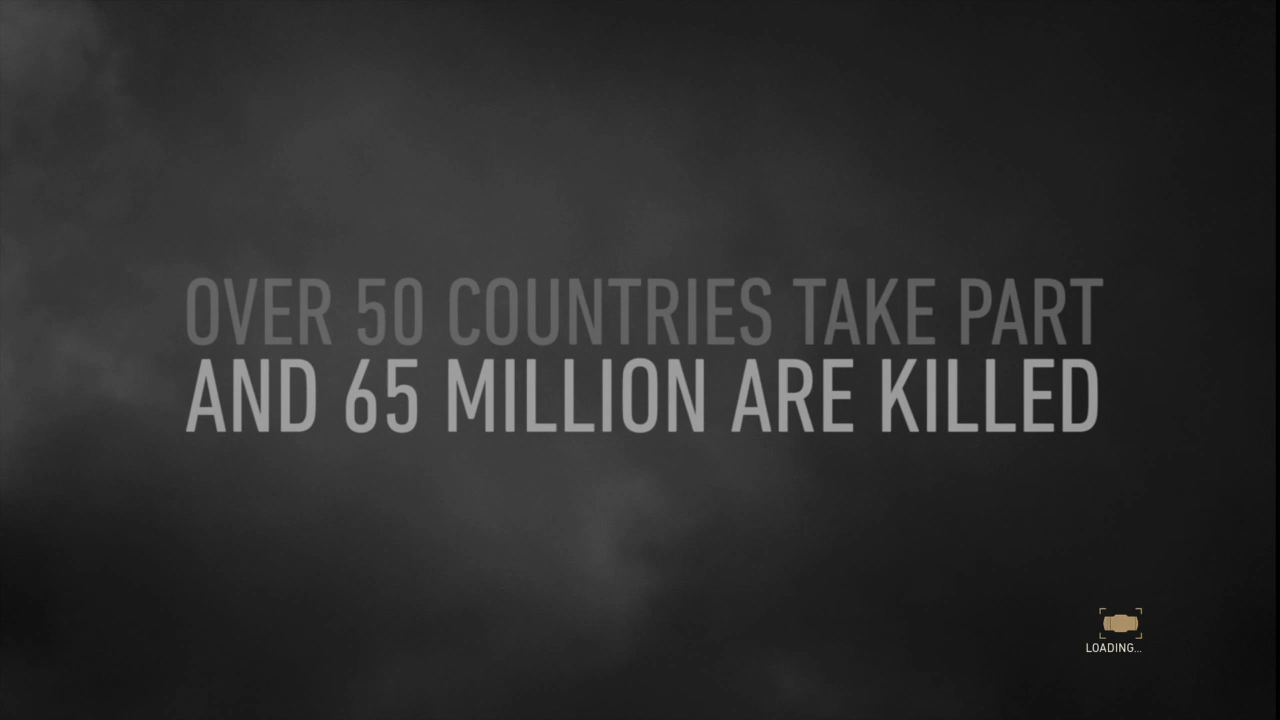 OVER 50 COUNTRIES TAKE PART
AND 65 MILLION ARE KILLED
LOADING...